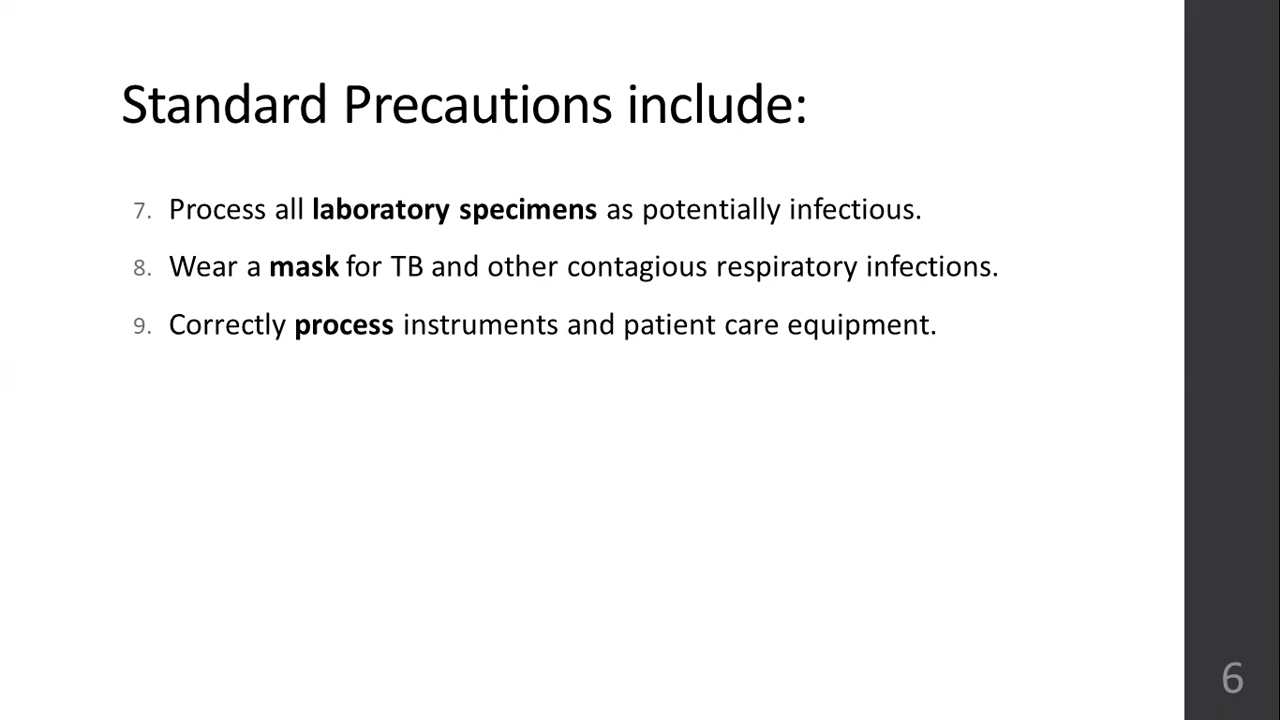 Standard Precautions include:
7. Process all laboratory specimens as potentially infectious.
8. Wear a mask for TB and other contagious respiratory infections.
9. Correctly process instruments and patient care equipment.
6